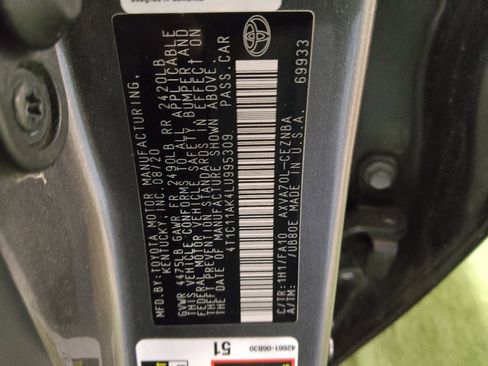 MFD.BY:TOYOTA MOTOR MANUFACTURING,
KENTUCKY, INC. 08/20
GVWR 4475LB GAWR FR 2490LB RR 2420LB
THIS VEHICLE CONFORMS TO ALL APPLICABLE
FEDERAL MOTOR VEHICLE SAFETY, BUMPER, AND
THEFT PREVENTION STANDARDS IN EFFECT ON
THE DATE OF MANUFACTURE SHOWN ABOVE.
4T1C11AK4LU995309 PASS.CAR
C/TR:1H1/FA10 AXVA70L-CEZNBA
A/TM: /UB80E MADE IN U.S.A.
69933
42661-06B30
51